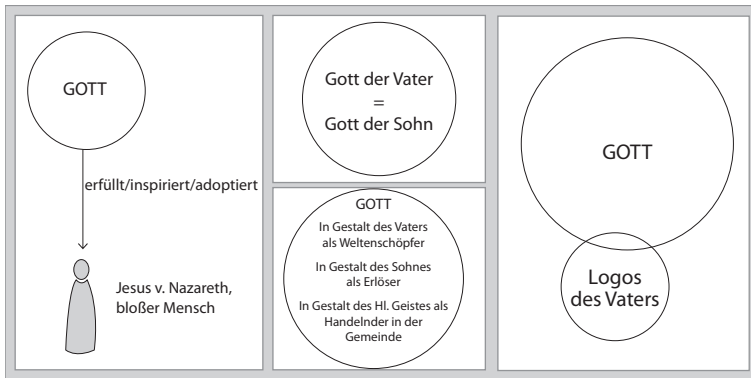 GOTT
erfüllt/inspiriert/adoptiert
Jesus v. Nazareth,
bloßer Mensch
Gott der Vater
=
Gott der Sohn
GOTT
In Gestalt des Vaters
als Weltenschöpfer
In Gestalt des Sohnes
als Erlöser
In Gestalt des Hl. Geistes als
Handelnder in der
Gemeinde
GOTT
Logos
des Vaters